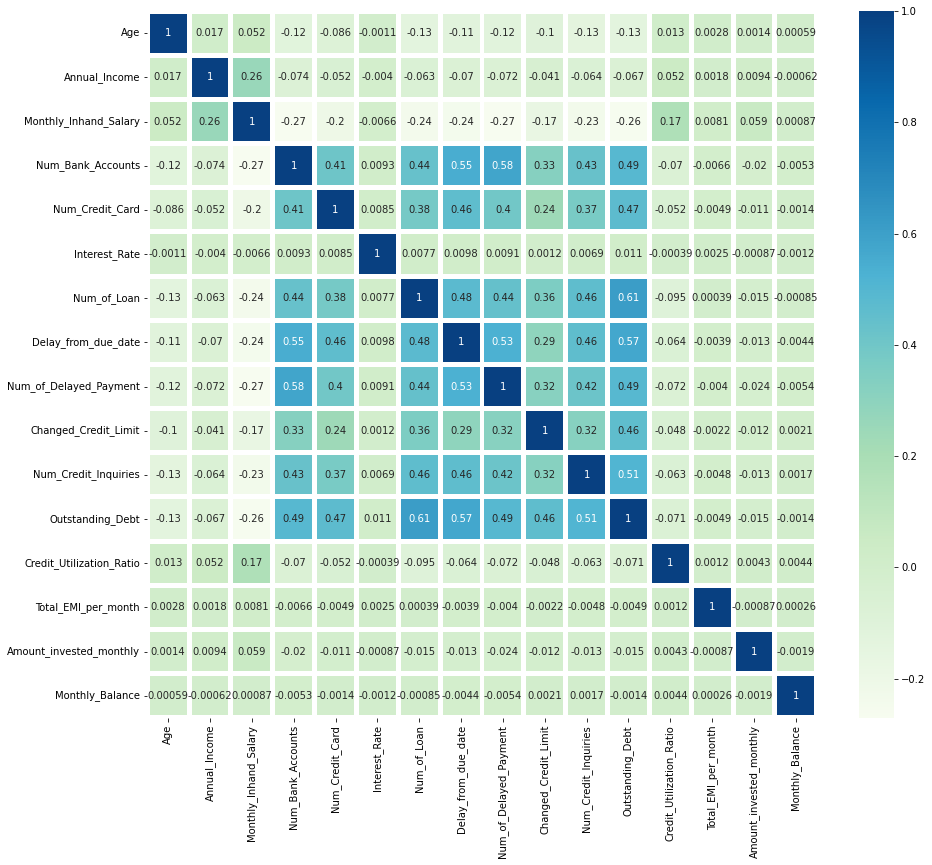 Age 1 0.017 0.052 -0.12 -0.086 -0.0011 -0.13 -0.11 -0.12 -0.1 -0.13 -0.13 0.013 0.0028 0.0014 0.00059
Annual_Income 0.017 1 0.26 -0.074 -0.052 -0.004 -0.063 -0.07 -0.072 -0.041 -0.064 -0.067 0.052 0.0018 0.0094 -0.00062
Monthly_Inhand_Salary 0.052 0.26 1 -0.27 -0.2 -0.0066 -0.24 -0.24 -0.27 -0.17 -0.23 -0.26 0.17 0.0081 0.059 0.00087
Num_Bank_Accounts -0.12 -0.074 -0.27 1 0.41 0.0093 0.44 0.55 0.58 0.33 0.43 0.49 -0.07 -0.0066 -0.02 -0.0053
Num_Credit_Card -0.086 -0.052 -0.2 0.41 1 0.0085 0.38 0.46 0.4 0.24 0.37 0.47 -0.052 -0.0049 -0.011 -0.0014
Interest_Rate -0.0011 -0.004 -0.0066 0.0093 0.0085 1 0.0077 0.0098 0.0091 0.0012 0.0069 0.011 -0.00039 0.0025 -0.00087 -0.0012
Num_of_Loan -0.13 -0.063 -0.24 0.44 0.38 0.0077 1 0.48 0.44 0.36 0.46 0.61 -0.095 0.00039 -0.015 -0.00085
Delay_from_due_date -0.11 -0.07 -0.24 0.55 0.46 0.0098 0.48 1 0.53 0.29 0.46 0.57 -0.064 -0.0039 -0.013 -0.0044
Num_of_Delayed_Payment -0.12 -0.072 -0.27 0.58 0.4 0.0091 0.44 0.53 1 0.32 0.42 0.49 -0.072 -0.004 -0.024 -0.0054
Changed_Credit_Limit -0.1 -0.041 -0.17 0.33 0.24 0.0012 0.36 0.29 0.32 1 0.32 0.46 -0.048 -0.0022 -0.012 0.0021
Num_Credit_Inquiries -0.13 -0.064 -0.23 0.43 0.37 0.0069 0.46 0.46 0.42 0.32 1 0.51 -0.063 -0.0048 -0.013 0.0017
Outstanding_Debt -0.13 -0.067 -0.26 0.49 0.47 0.011 0.61 0.57 0.49 0.46 0.51 1 -0.071 -0.0049 -0.015 -0.0014
Credit_Utilization_Ratio 0.013 0.052 0.17 -0.07 -0.052 -0.00039 -0.095 -0.064 -0.072 -0.048 -0.063 -0.071 1 0.0012 0.0043 0.0044
Total_EMI_per_month 0.0028 0.0018 0.0081 -0.0066 -0.0049 0.0025 0.00039 -0.0039 -0.004 -0.0022 -0.0048 -0.0049 0.0012 1 -0.00087 0.00026
Amount_invested_monthly 0.0014 0.0094 0.059 -0.02 -0.011 -0.00087 -0.015 -0.013 -0.024 -0.012 -0.013 -0.015 0.0043 -0.00087 1 -0.0019
Monthly_Balance 0.00059 -0.00062 0.00087 -0.0053 -0.0014 -0.0012 -0.00085 -0.0044 -0.0054 0.0021 0.0017 -0.0014 0.0044 0.00026 -0.0019 1
Age
Annual_Income
Monthly_Inhand_Salary
Num_Bank_Accounts
Num_Credit_Card
Interest_Rate
Num_of_Loan
Delay_from_due_date
Num_of_Delayed_Payment
Changed_Credit_Limit
Num_Credit_Inquiries
Outstanding_Debt
Credit_Utilization_Ratio
Total_EMI_per_month
Amount_invested_monthly
Monthly_Balance
1.0
0.8
0.6
0.4
0.2
0.0
−0.2